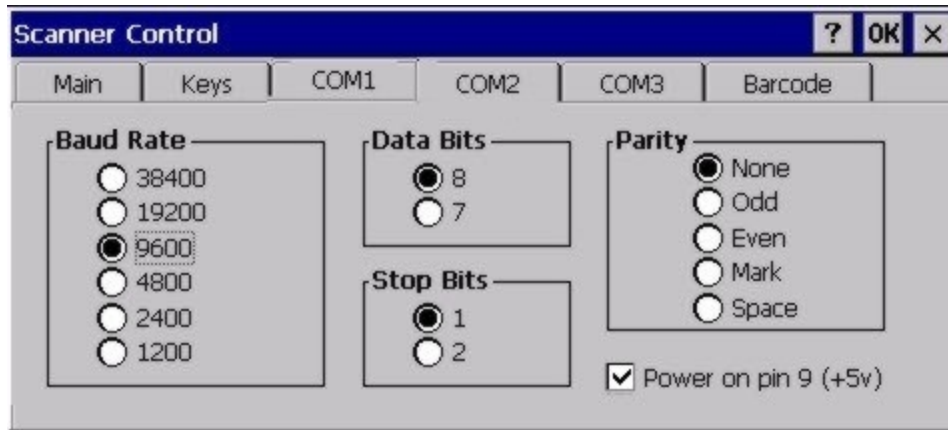 Scanner Control ? OK ×
Main Keys COM1 COM2 COM3 Barcode
Baud Rate
38400
19200
9600
4800
2400
1200
Data Bits
8
7
Stop Bits
1
2
Parity
None
Odd
Even
Mark
Space
Power on pin 9 (+5v)